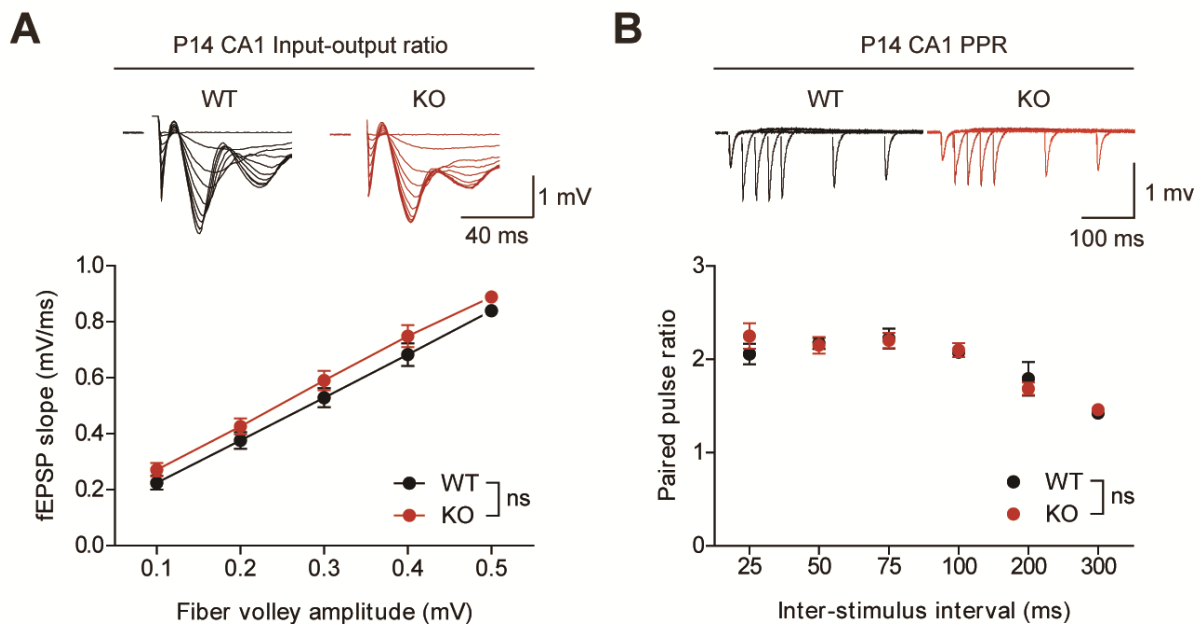 A
P14 CA1 Input-output ratio
WT
KO
1 mV
40 ms
fEPSP slope (mV/ms)
1.0
0.8
0.6
0.4
0.2
0.0
WT
KO
ns
0.1 0.2 0.3 0.4 0.5
Fiber volley amplitude (mV)
B
P14 CA1 PPR
WT
KO
1 mv
100 ms
Paired pulse ratio
3
2
1
0
WT
KO
ns
25 50 75 100 200 300
Inter-stimulus interval (ms)